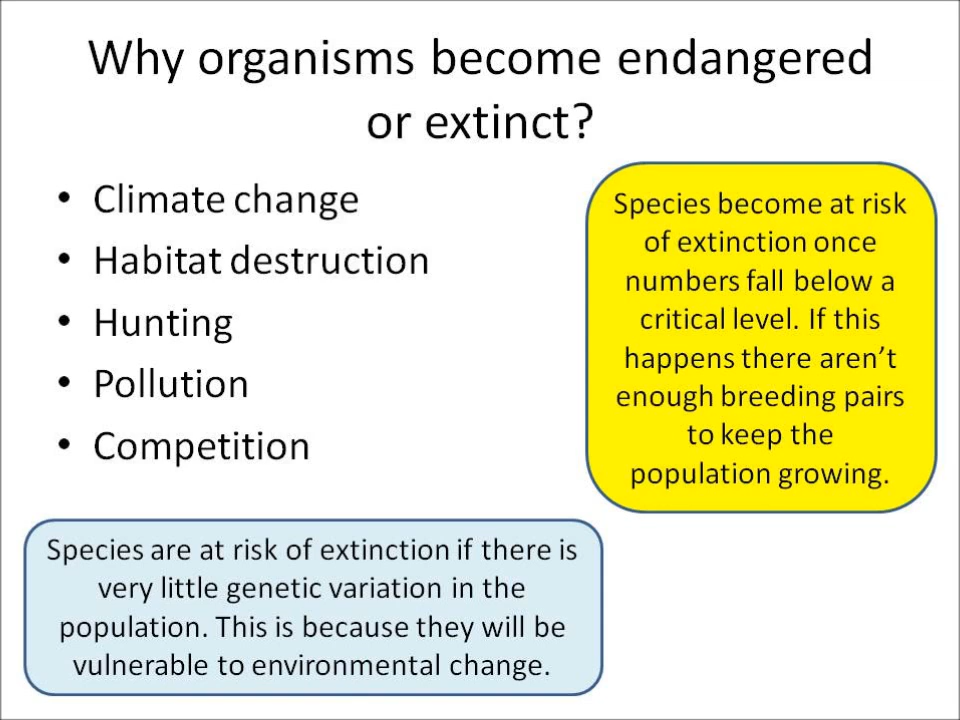 Why organisms become endangered
or extinct?
• Climate change
• Habitat destruction
• Hunting
• Pollution
• Competition
Species become at risk
of extinction once
numbers fall below a
critical level. If this
happens there aren't
enough breeding pairs
to keep the
population growing.
Species are at risk of extinction if there is
very little genetic variation in the
population. This is because they will be
vulnerable to environmental change.